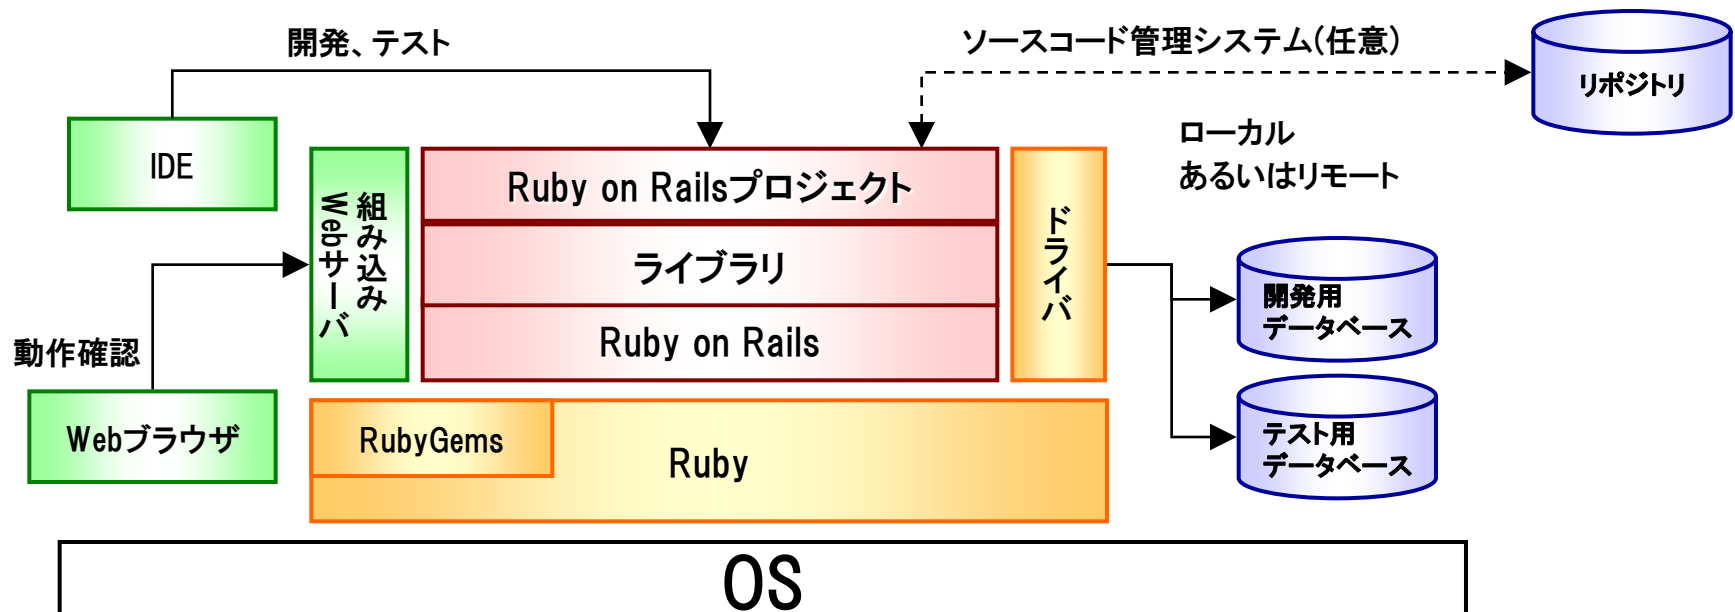 開発、テスト
ソースコード管理システム(任意)
リポジトリ
IDE
ローカル
あるいはリモート
組み込み
Webサーバ
Ruby on Railsプロジェクト
ライブラリ
Ruby on Rails
ドライバ
開発用
データベース
動作確認
Webブラウザ
RubyGems
Ruby
テスト用
データベース
OS